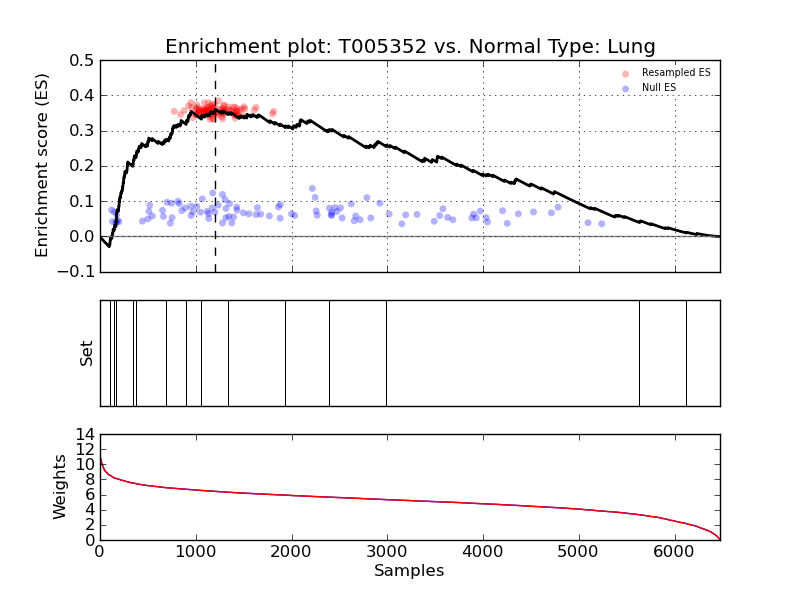 Enrichment plot: T005352 vs. Normal Type: Lung
Enrichment score (ES)
0.5
0.4
0.3
0.2
0.1
0.0
−0.1
Resampled ES
Null ES
Set
Weights
14
12
10
8
6
4
2
0
0 1000 2000 3000 4000 5000 6000
Samples